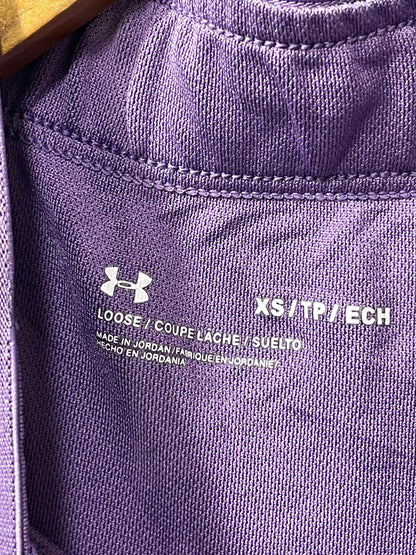 XS/TP/ECH
LOOSE / COUPE LÂCHE / SUELTO
MADE IN JORDAN/FABRIQUÉ EN JORDANIE/
HECHO EN JORDANIA